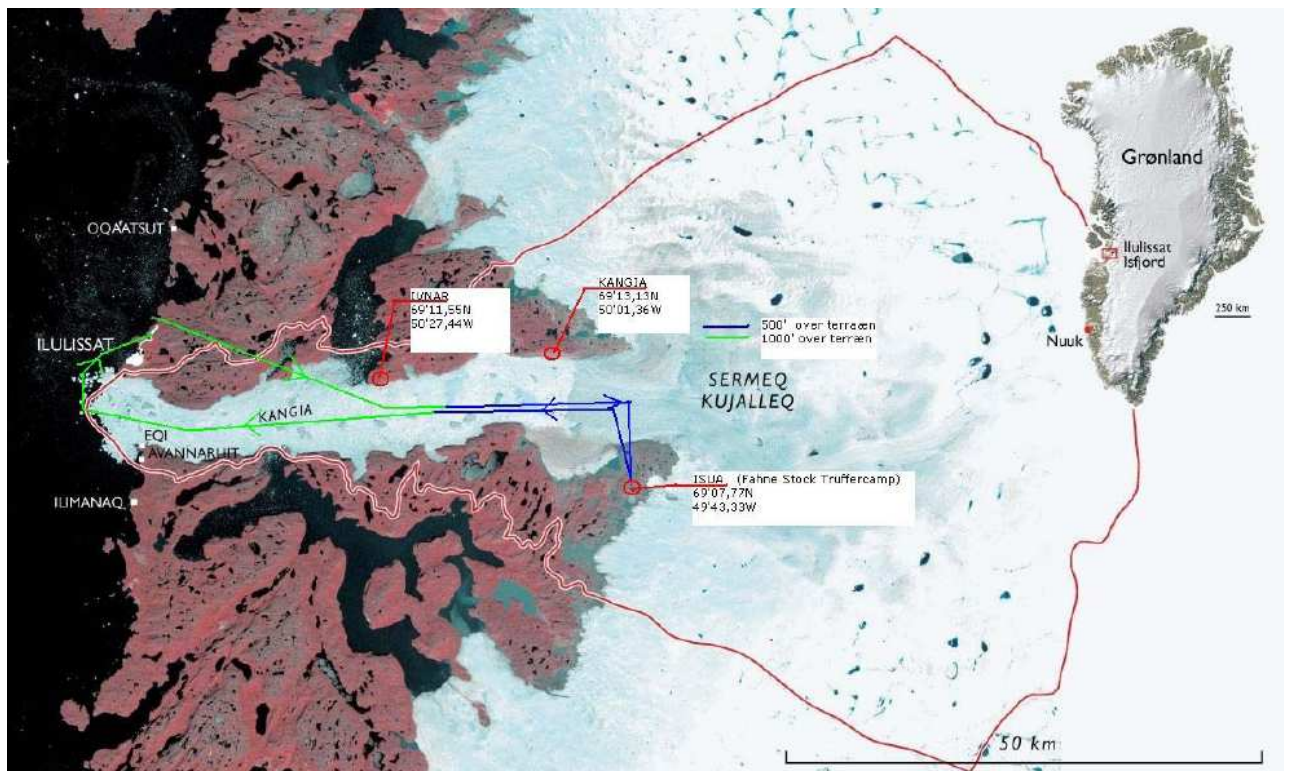 Grønland
Ilulissat
Isfjord
250 km
Nuuk
OQAATSUT
IVNAR
69'11,55N
50'27,44W
KANGIA
69'13,13N
50'01,36W
500' over terraæn
1000' over terræn
ILULISSAT
SERMEQ
KUJALLEQ
KANGIA
EQI
AVANNARLIIT
ILIMANAQ
ISUA (Fahne Stock Truffercamp)
69'07,77N
49'43,33W
50 km